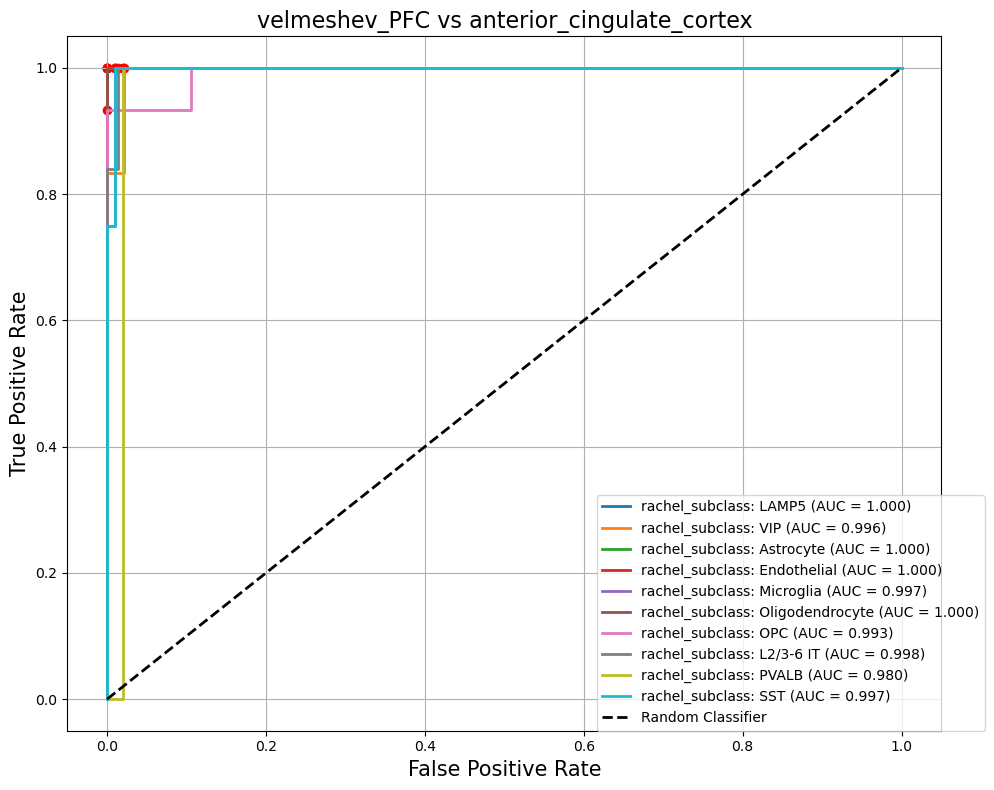 velmeshev_PFC vs anterior_cingulate_cortex
1.0
0.8
0.6
0.4
0.2
0.0
True Positive Rate
0.0 0.2 0.4 0.6 0.8 1.0
False Positive Rate
rachel_subclass: LAMP5 (AUC = 1.000)
rachel_subclass: VIP (AUC = 0.996)
rachel_subclass: Astrocyte (AUC = 1.000)
rachel_subclass: Endothelial (AUC = 1.000)
rachel_subclass: Microglia (AUC = 0.997)
rachel_subclass: Oligodendrocyte (AUC = 1.000)
rachel_subclass: OPC (AUC = 0.993)
rachel_subclass: L2/3-6 IT (AUC = 0.998)
rachel_subclass: PVALB (AUC = 0.980)
rachel_subclass: SST (AUC = 0.997)
Random Classifier